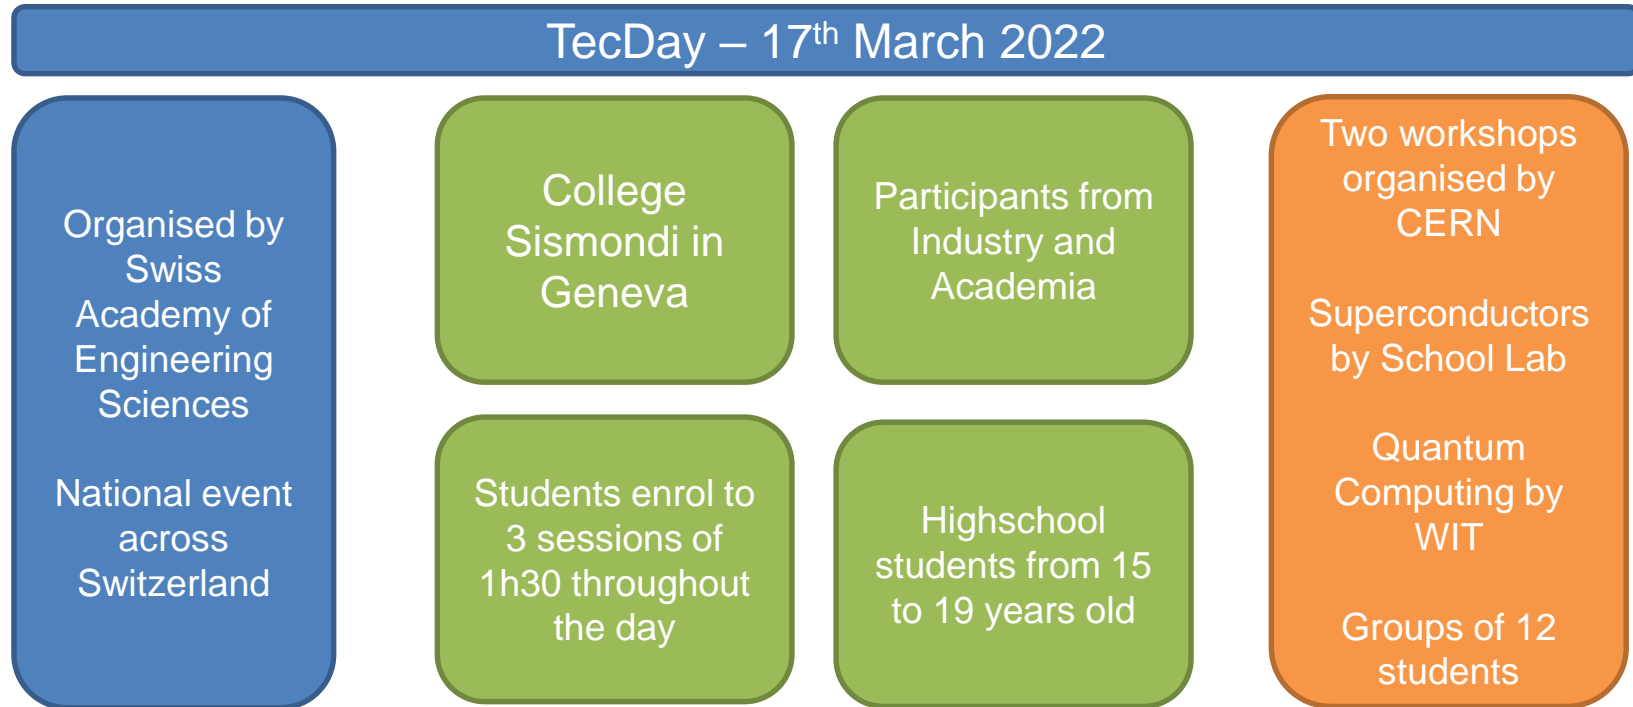 TecDay – 17th March 2022
Organised by
Swiss
Academy of
Engineering
Sciences
National event
across
Switzerland
College
Sismondi in
Geneva
Participants from
Industry and
Academia
Students enrol to
3 sessions of
1h30 throughout
the day
Highschool
students from 15
to 19 years old
Two workshops
organised by
CERN
Superconductors
by School Lab
Quantum
Computing by
WIT
Groups of 12
students